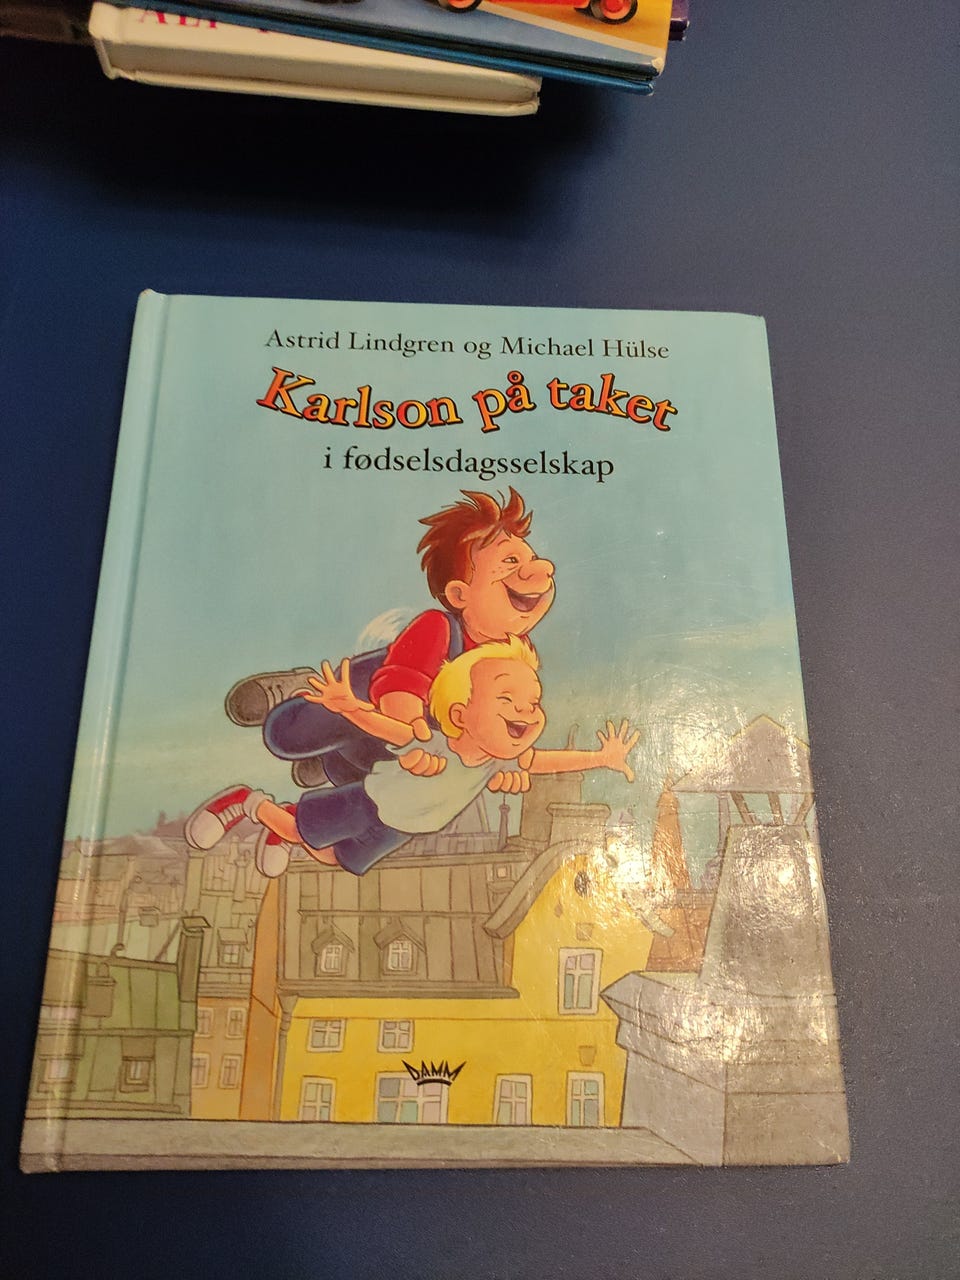 Astrid Lindgren og Michael Hülse
Karlson på taket
i fødselsdagsselskap
DAMM